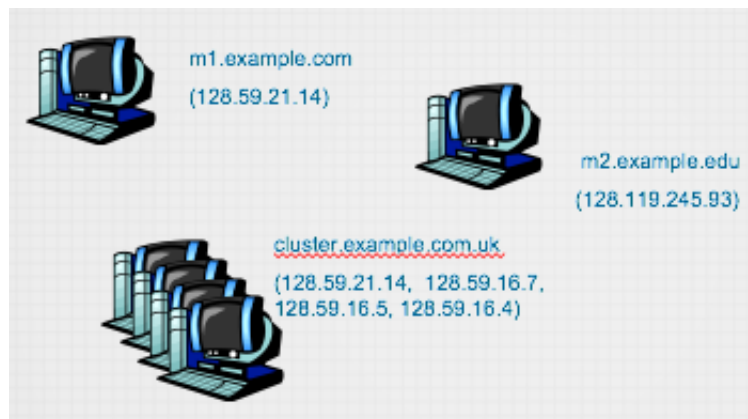 m1.example.com
(128.59.21.14)
m2.example.edu
(128.119.245.93)
cluster.example.com.uk
(128.59.21.14, 128.59.16.7,
128.59.16.5, 128.59.16.4)